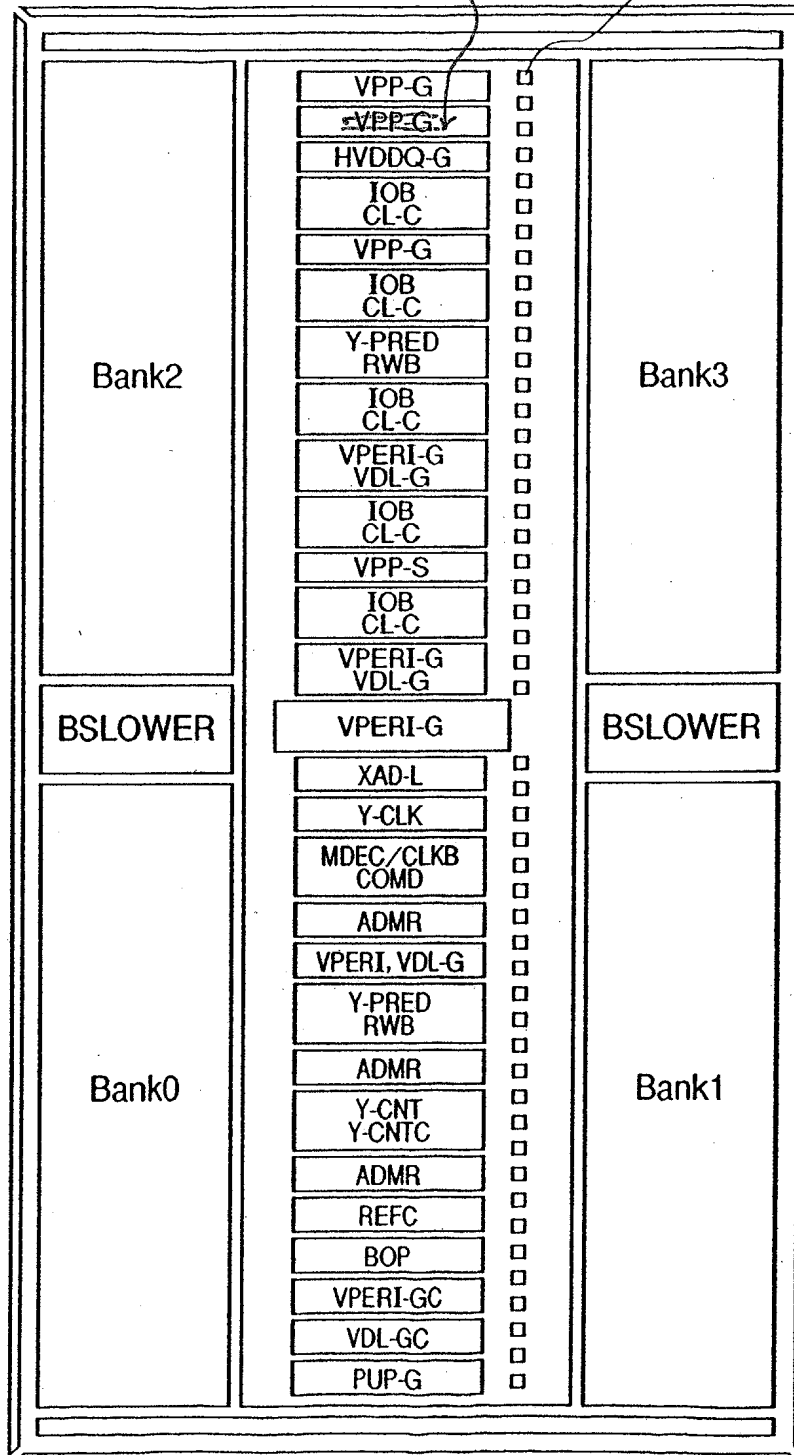 VPP-G
VPP-G
HVDDQ-G
IOB
CL-C
VPP-G
IOB
CL-C
Y-PRED
RWB
Bank2
Bank3
IOB
CL-C
VPERI-G
VDL-G
IOB
CL-C
VPP-S
IOB
CL-C
VPERI-G
VDL-G
BSLOWER
VPERI-G
BSLOWER
XAD-L
Y-CLK
MDEC/CLKB
COMD
ADMR
VPERI, VDL-G
Y-PRED
RWB
ADMR
Bank0
Bank1
Y-CNT
Y-CNTC
ADMR
REFC
BOP
VPERI-GC
VDL-GC
PUP-G